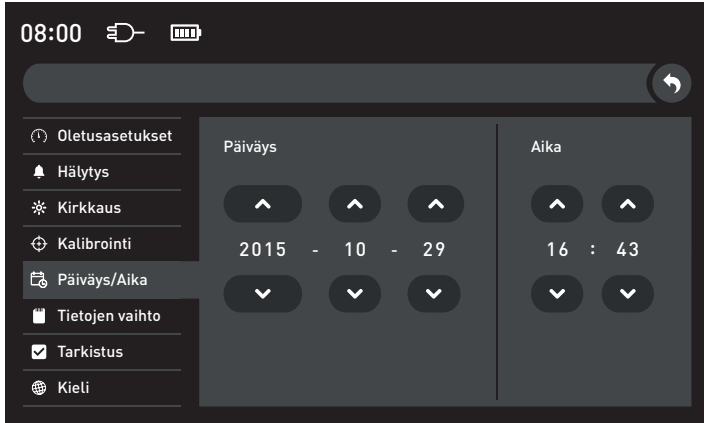 08:00
Oletusasetukset
Hälytys
Kirkkaus
Kalibrointi
Päiväys/Aika
Tietojen vaihto
Tarkistus
Kieli
Päiväys
2015 - 10 - 29
Aika
16 : 43